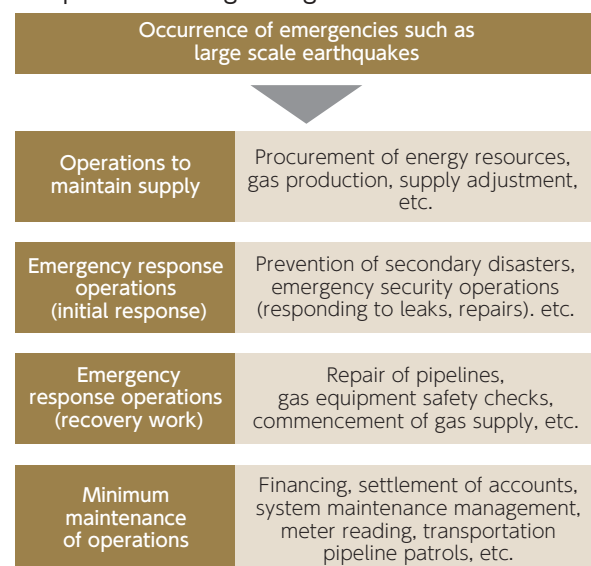 Occurrence of emergencies such as
large scale earthquakes
Operations to
maintain supply
Procurement of energy resources,
gas production, supply adjustment,
etc.
Emergency response
operations
(initial response)
Prevention of secondary disasters,
emergency security operations
(responding to leaks, repairs). etc.
Emergency
response operations
(recovery work)
Repair of pipelines,
gas equipment safety checks,
commencement of gas supply, etc.
Minimum
maintenance
of operations
Financing, settlement of accounts,
system maintenance management,
meter reading, transportation
pipeline patrols, etc.